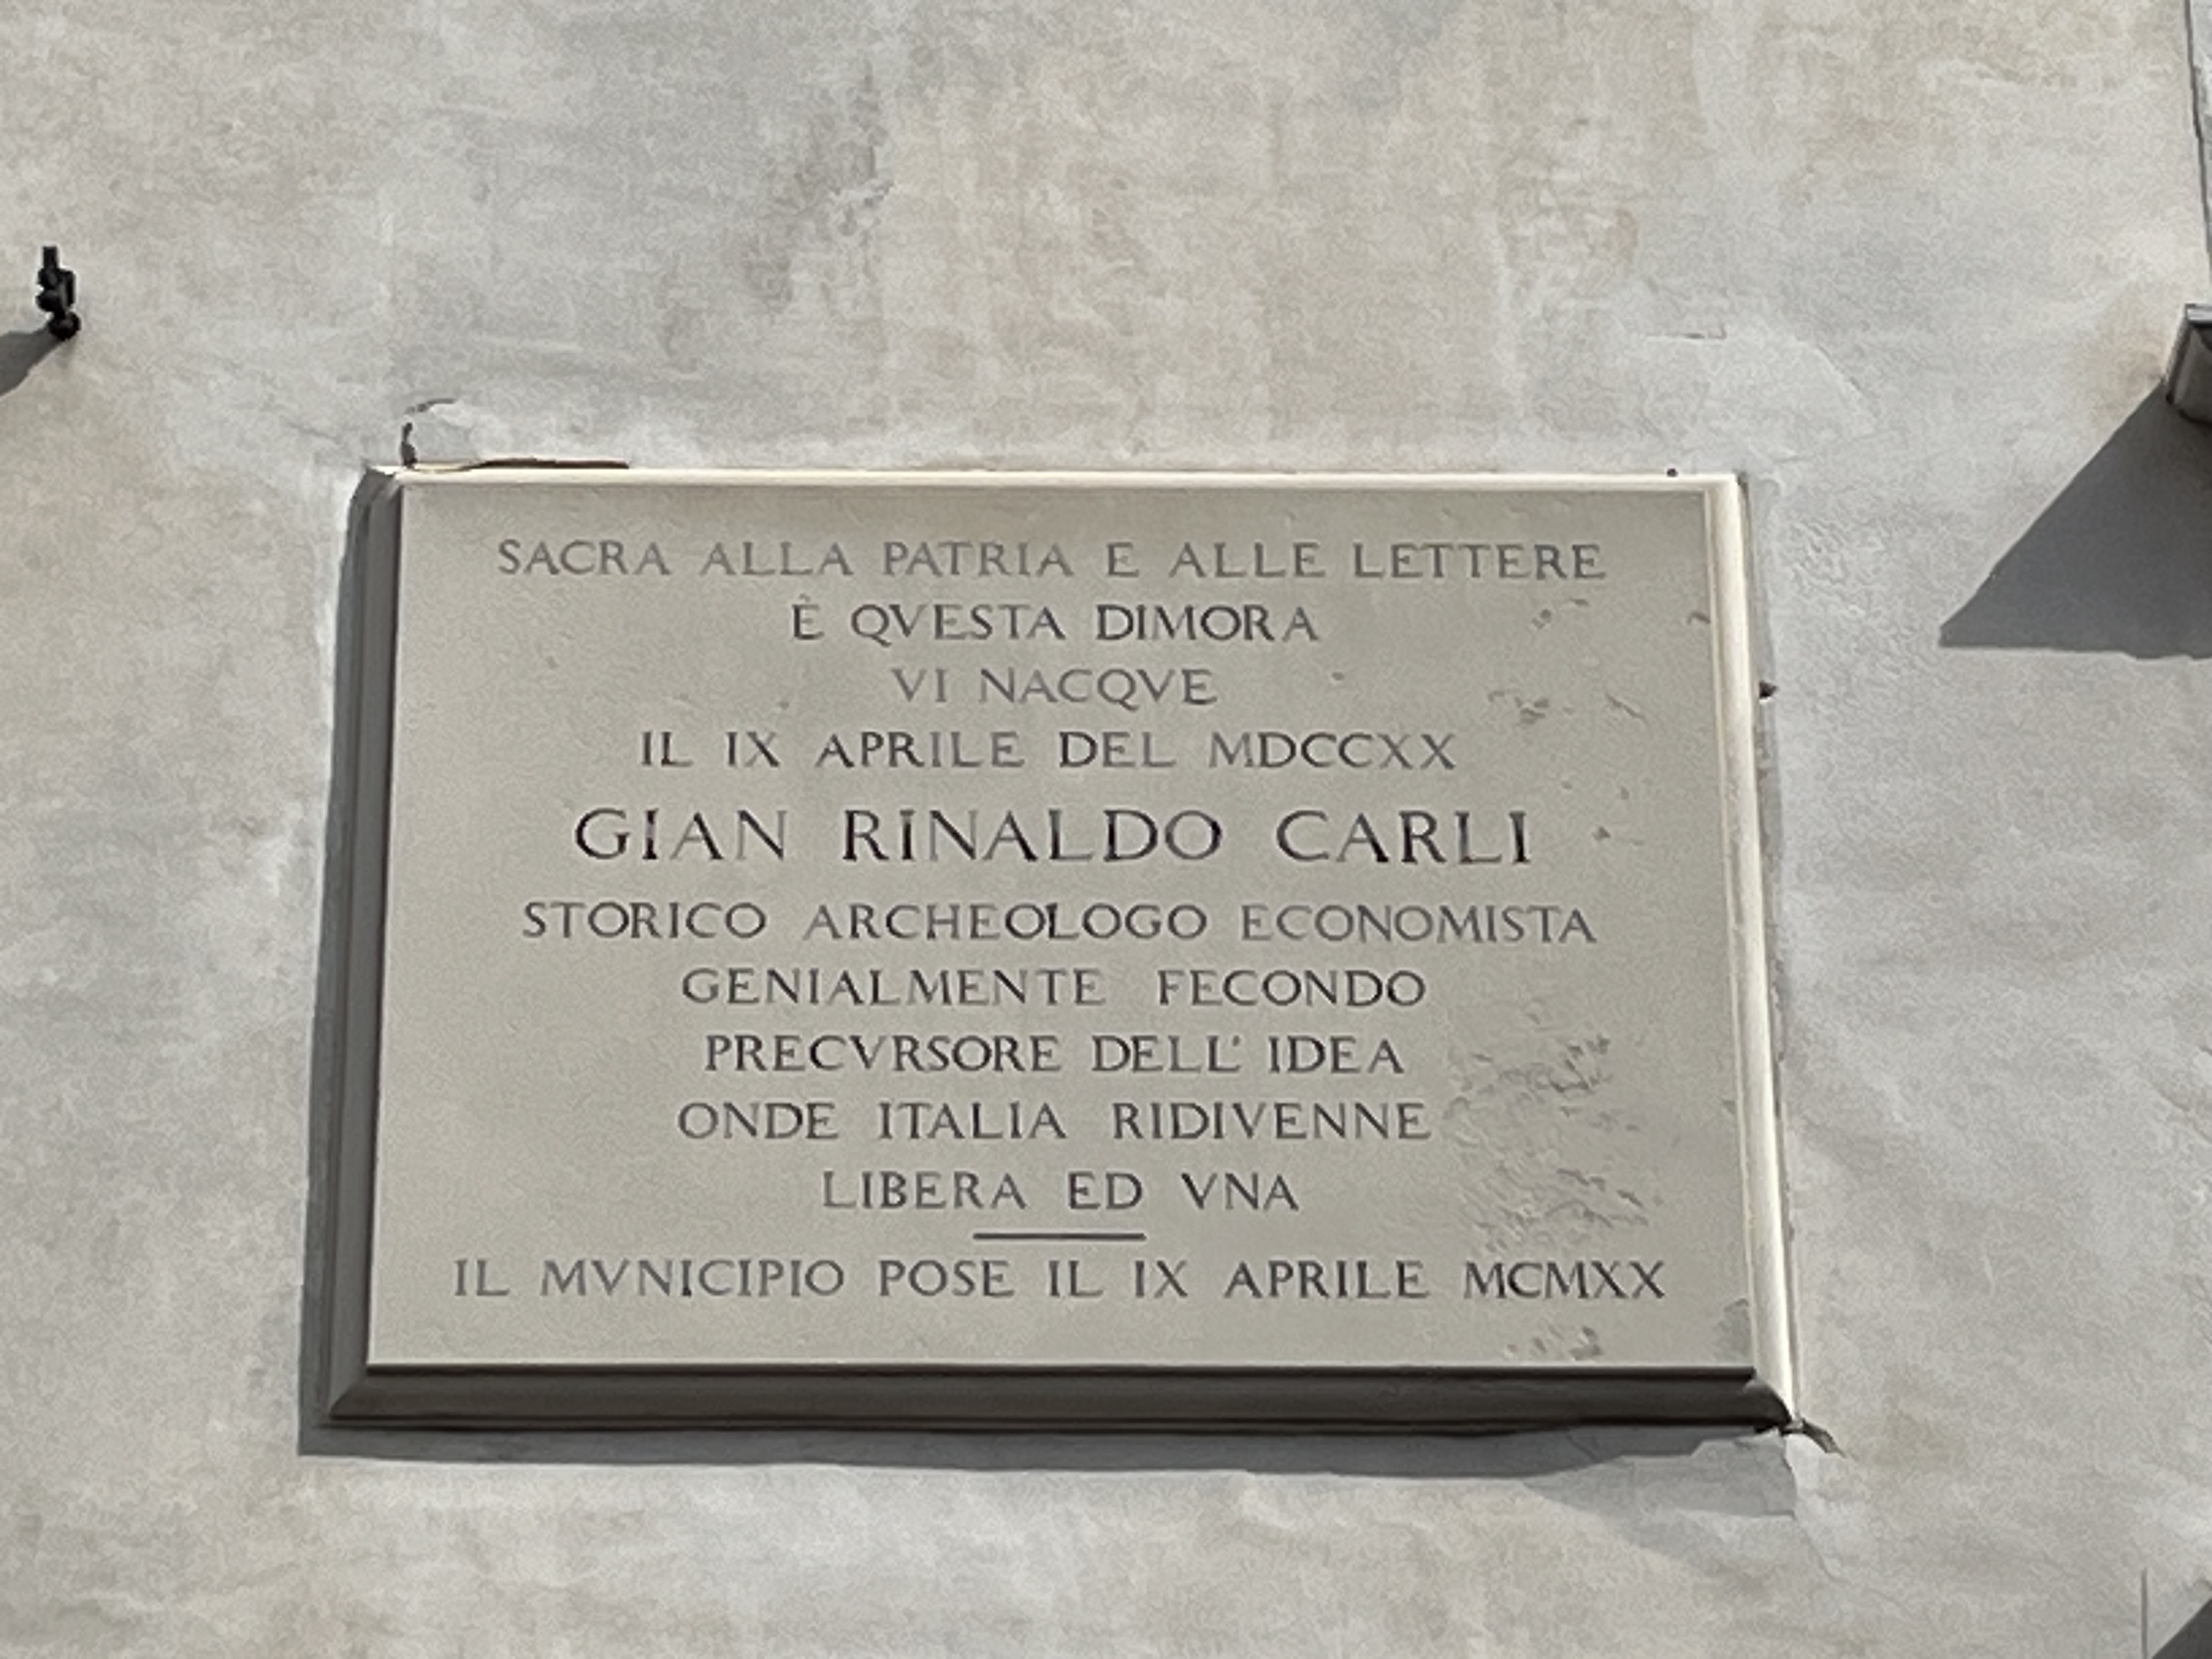 SACRA ALLA PATRIA E ALLE LETTERE
È QVESTA DIMORA
VI NACQVE
IL IX APRILE DEL MDCCXX
GIAN RINALDO CARLI
STORICO ARCHEOLOGO ECONOMISTA
GENIALMENTE FECONDO
PRECVRSORE DELL' IDEA
ONDE ITALIA RIDIVENNE
LIBERA ED VNA
IL MVNICIPIO POSE IL IX APRILE MCMXX